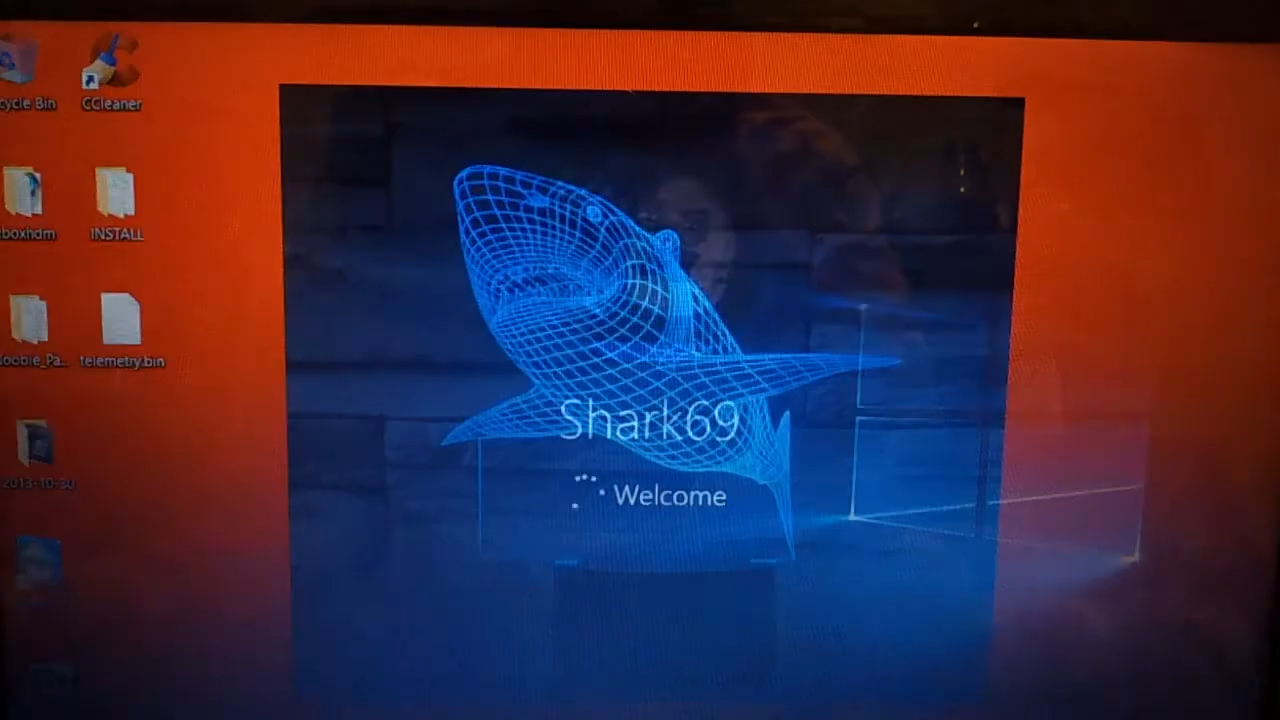 cycle Bin
CCleaner
boxhdm
INSTALL
oobie_Pa...
telemetry.bin
2013-10-30
Shark69
Welcome